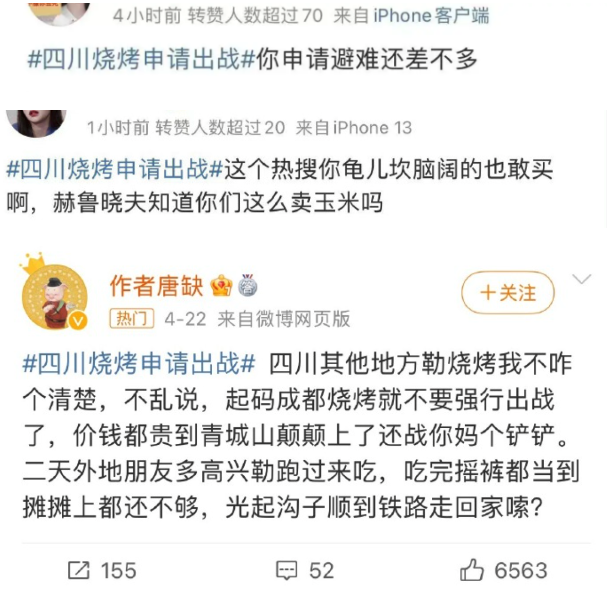 4小时前 转赞人数超过70 来自iPhone客户端
#四川烧烤申请出战#你申请避难还差不多
1小时前 转赞人数超过20 来自iPhone 13
#四川烧烤申请出战#这个热搜你龟儿坎脑阔的也敢买
啊，赫鲁晓夫知道你们这么卖玉米吗
作者唐缺
+关注
热门 4-22 来自微博网页版
#四川烧烤申请出战# 四川其他地方勒烧烤我不咋
个清楚，不乱说，起码成都烧烤就不要强行出战
了，价钱都贵到青城山颠颠上了还战你妈个铲铲。
二天外地朋友多高兴勒跑过来吃，吃完摇裤都当到
摊摊上都还不够，光起沟子顺到铁路走回家嗦？
155 52 6563